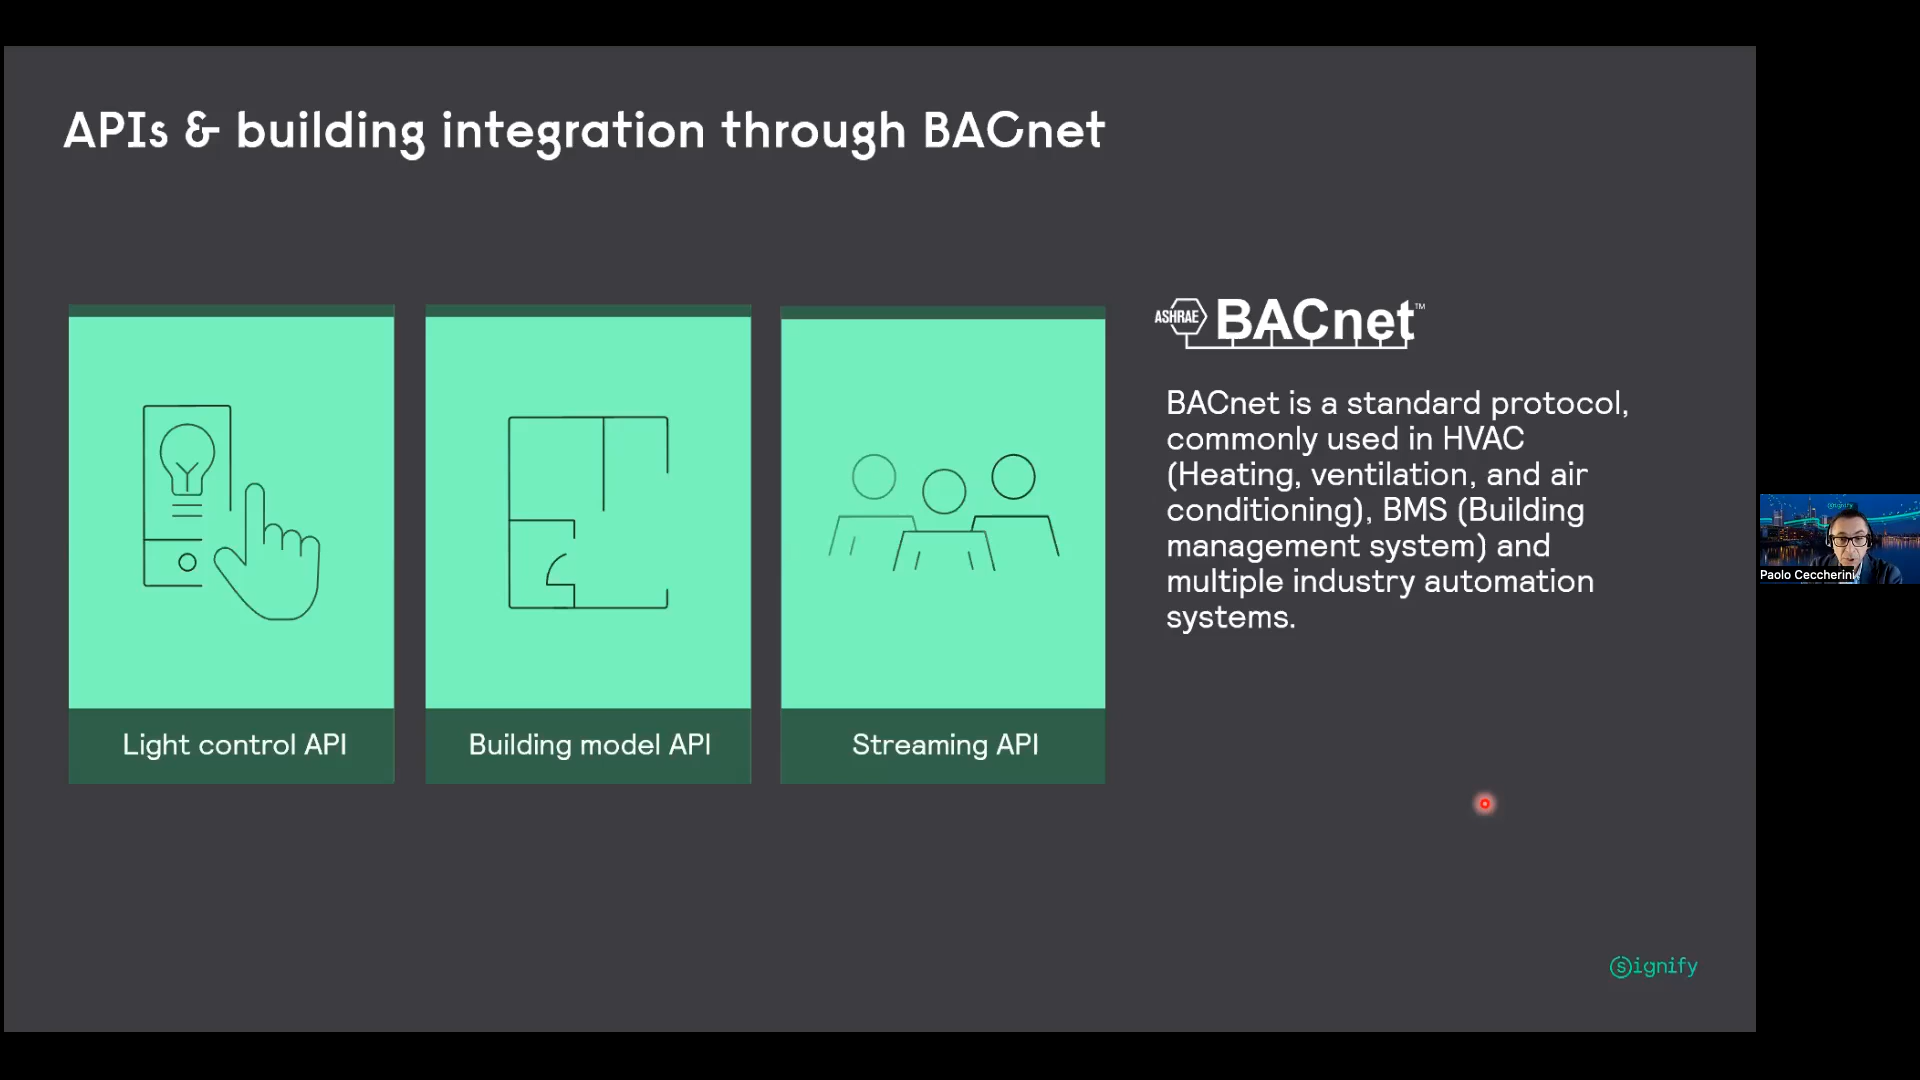 APIs & building integration through BACnet
ASHRAE BACnet™
BACnet is a standard protocol,
commonly used in HVAC
(Heating, ventilation, and air
conditioning), BMS (Building
management system) and
multiple industry automation
systems.
Light control API
Building model API
Streaming API
signify
signify
Paolo Ceccherini